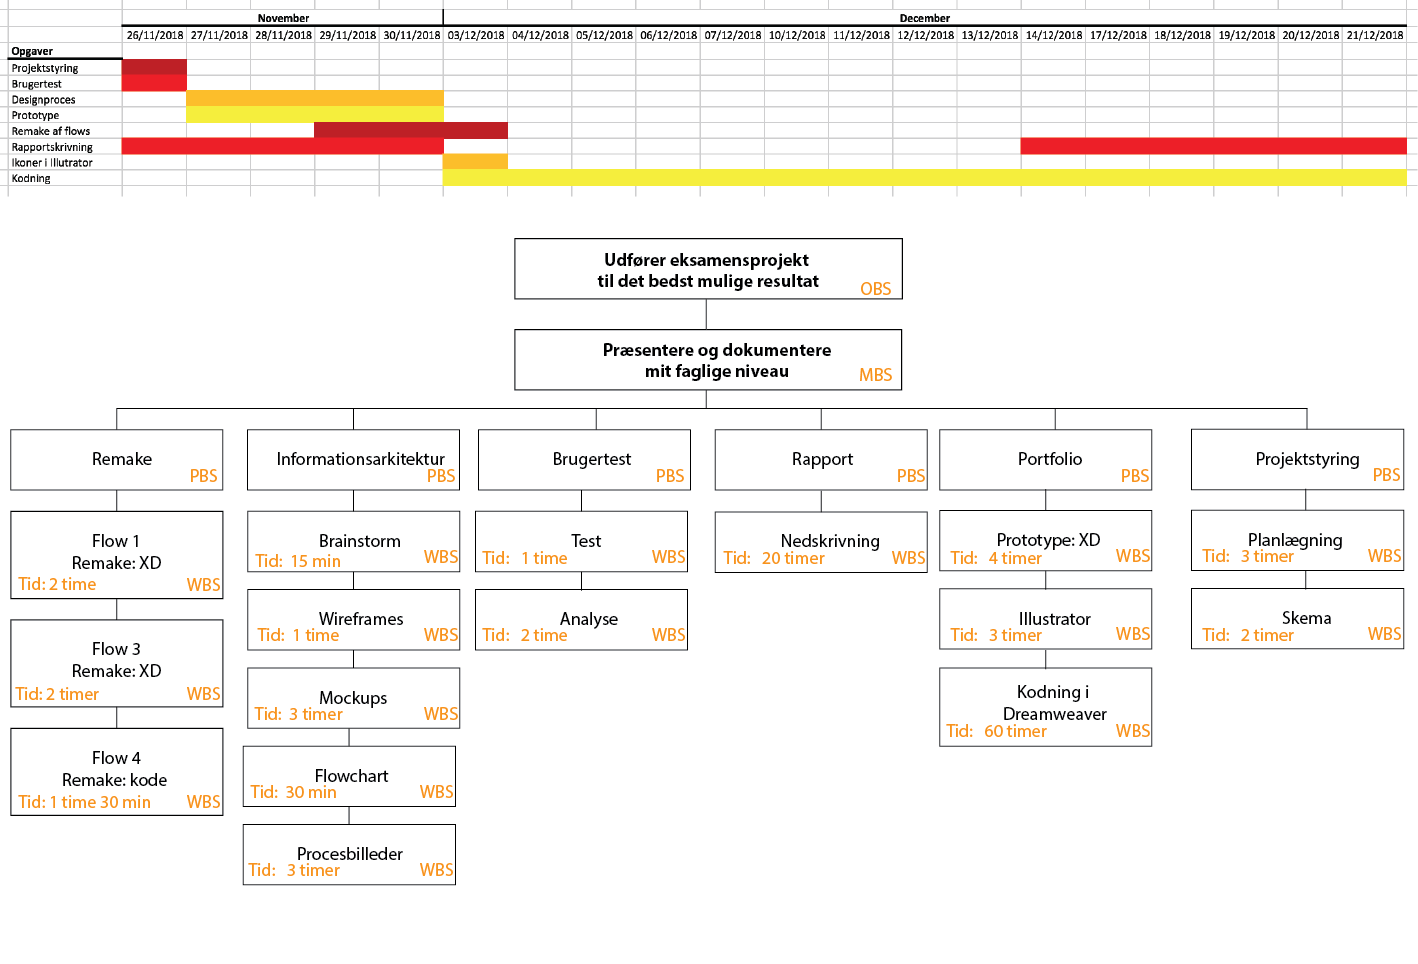 November December
26/11/2018 27/11/2018 28/11/2018 29/11/2018 30/11/2018 03/12/2018 04/12/2018 05/12/2018 06/12/2018 07/12/2018 10/12/2018 11/12/2018 12/12/2018 13/12/2018 14/12/2018 17/12/2018 18/12/2018 19/12/2018 20/12/2018 21/12/2018
Opgaver
Projektstyring
Brugertest
Designproces
Prototype
Remake af flows
Rapportskrivning
Ikoner i Illutrator
Kodning
Udfører eksamensprojekt
til det bedst mulige resultat
OBS
Præsentere og dokumentere
mit faglige niveau
MBS
Remake
PBS
Flow 1
Remake: XD
Tid: 2 time WBS
Flow 3
Remake: XD
Tid: 2 timer WBS
Flow 4
Remake: kode
Tid: 1 time 30 min WBS
Informationsarkitektur
PBS
Brainstorm
Tid: 15 min WBS
Wireframes
Tid: 1 time WBS
Mockups
Tid: 3 timer WBS
Flowchart
Tid: 30 min WBS
Procesbilleder
Tid: 3 timer WBS
Brugertest
PBS
Test
Tid: 1 time WBS
Analyse
Tid: 2 time WBS
Rapport
PBS
Nedskrivning
Tid: 20 timer WBS
Portfolio
PBS
Prototype: XD
Tid: 4 timer WBS
Illustrator
Tid: 3 timer WBS
Kodning i
Dreamweaver
Tid: 60 timer WBS
Projektstyring
PBS
Planlægning
Tid: 3 timer WBS
Skema
Tid: 2 timer WBS